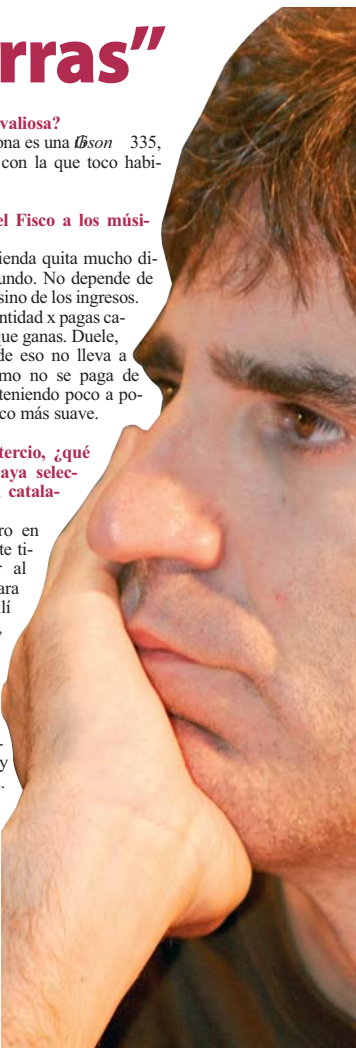 rras”
valiosa?
ona es una 335,
con la que toco habi-
el Fisco a los músi-
ienda quita mucho di-
undo. No depende de
sino de los ingresos.
ntidad x pagas ca-
que ganas. Duele,
de eso no lleva a
mo no se paga de
teniendo poco a po-
co más suave.
tercio, ¿qué
aya selec-
catala-
ro en
te ti-
r al
ara
lí
,
-
y
.